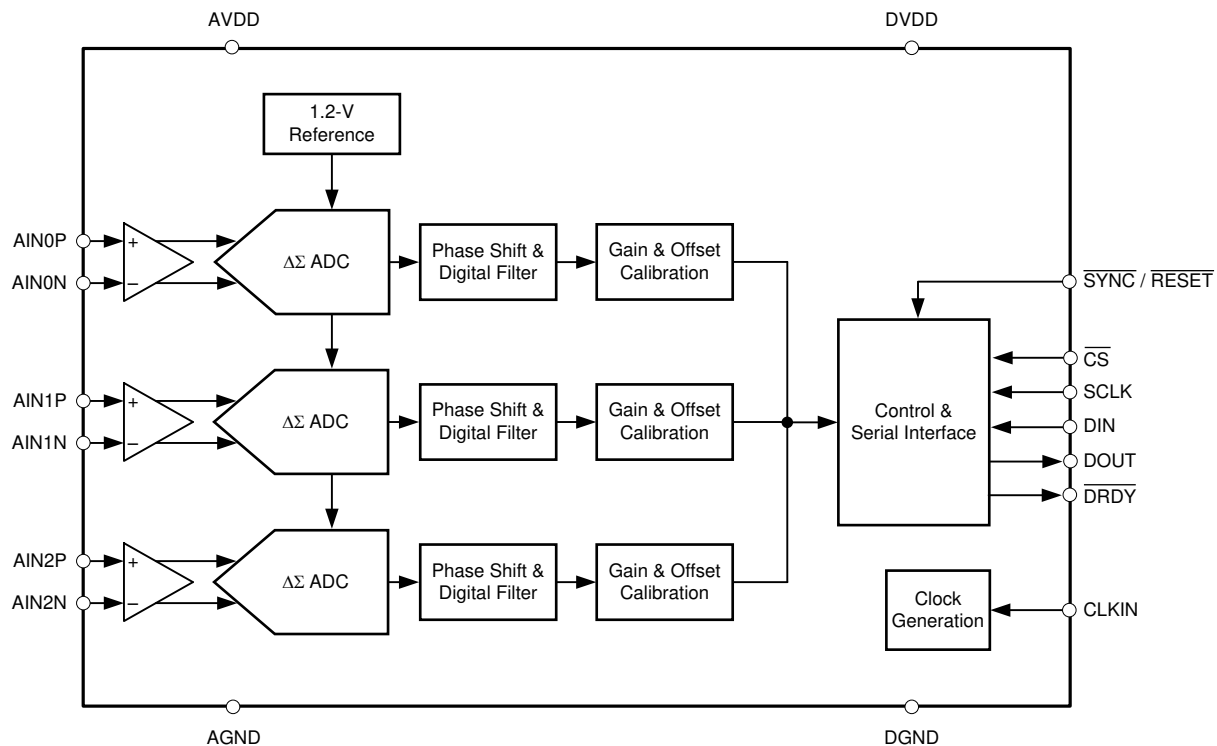 AVDD
DVDD
1.2-V
Reference
AIN0P
+
AIN0N
−
ΔΣ ADC
Phase Shift &
Digital Filter
Gain & Offset
Calibration
SYNC / RESET
CS
SCLK
DIN
DOUT
DRDY
Control &
Serial Interface
AIN1P
+
AIN1N
−
ΔΣ ADC
Phase Shift &
Digital Filter
Gain & Offset
Calibration
AIN2P
+
AIN2N
−
ΔΣ ADC
Phase Shift &
Digital Filter
Gain & Offset
Calibration
Clock
Generation
CLKIN
AGND
DGND